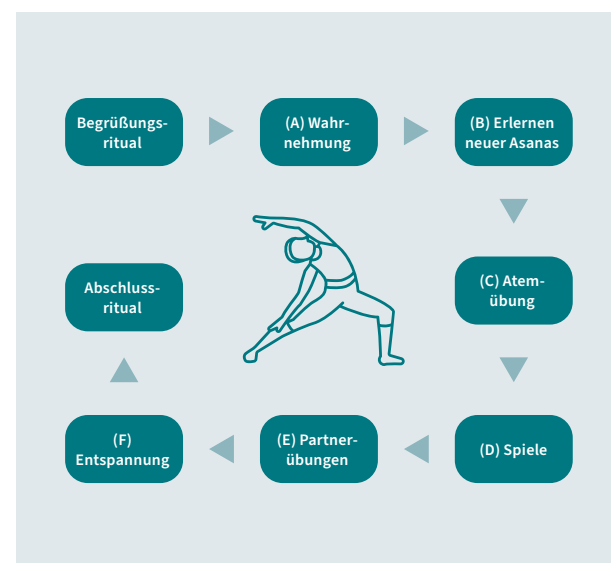 Begrüßungs-
ritual
(A) Wahr-
nehmung
(B) Erlernen
neuer Asanas
(C) Atem-
übung
(D) Spiele
(E) Partner-
übungen
(F)
Entspannung
Abschluss-
ritual